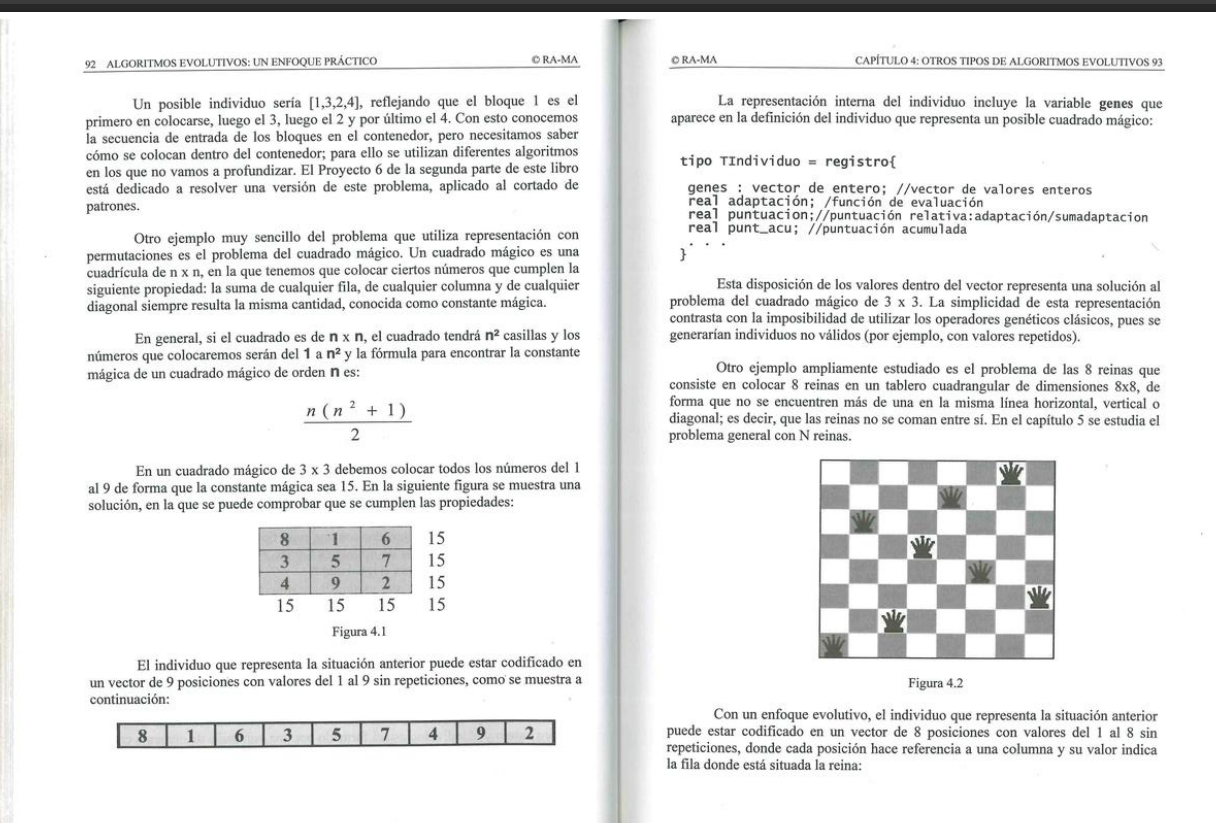 92 ALGORITMOS EVOLUTIVOS: UN ENFOQUE PRÁCTICO © RA-MA
Un posible individuo sería [1,3,2,4], reflejando que el bloque 1 es el
primero en colocarse, luego el 3, luego el 2 y por último el 4. Con esto conocemos
la secuencia de entrada de los bloques en el contenedor, pero necesitamos saber
cómo se colocan dentro del contenedor; para ello se utilizan diferentes algoritmos
en los que no vamos a profundizar. El Proyecto 6 de la segunda parte de este libro
está dedicado a resolver una versión de este problema, aplicado al cortado de
patrones.
Otro ejemplo muy sencillo del problema que utiliza representación con
permutaciones es el problema del cuadrado mágico. Un cuadrado mágico es una
cuadrícula de n x n, en la que tenemos que colocar ciertos números que cumplen la
siguiente propiedad: la suma de cualquier fila, de cualquier columna y de cualquier
diagonal siempre resulta la misma cantidad, conocida como constante mágica.
En general, si el cuadrado es de n x n, el cuadrado tendrá n² casillas y los
números que colocaremos serán del 1 a n² y la fórmula para encontrar la constante
mágica de un cuadrado mágico de orden n es:
n ( n ² + 1 )
2
En un cuadrado mágico de 3 x 3 debemos colocar todos los números del 1
al 9 de forma que la constante mágica sea 15. En la siguiente figura se muestra una
solución, en la que se puede comprobar que se cumplen las propiedades:
8 1 6 15
3 5 7 15
4 9 2 15
15 15 15 15
Figura 4.1
El individuo que representa la situación anterior puede estar codificado en
un vector de 9 posiciones con valores del 1 al 9 sin repeticiones, como se muestra a
continuación:
8 1 6 3 5 7 4 9 2
© RA-MA CAPÍTULO 4: OTROS TIPOS DE ALGORITMOS EVOLUTIVOS 93
La representación interna del individuo incluye la variable genes que
aparece en la definición del individuo que representa un posible cuadrado mágico:
tipo TIndividuo = registro{
genes : vector de entero; //vector de valores enteros
real adaptación; /función de evaluación
real puntuacion;//puntuación relativa:adaptación/sumadaptacion
real punt_acu; //puntuación acumulada
. . .
}
Esta disposición de los valores dentro del vector representa una solución al
problema del cuadrado mágico de 3 x 3. La simplicidad de esta representación
contrasta con la imposibilidad de utilizar los operadores genéticos clásicos, pues se
generarían individuos no válidos (por ejemplo, con valores repetidos).
Otro ejemplo ampliamente estudiado es el problema de las 8 reinas que
consiste en colocar 8 reinas en un tablero cuadrangular de dimensiones 8x8, de
forma que no se encuentren más de una en la misma línea horizontal, vertical o
diagonal; es decir, que las reinas no se coman entre sí. En el capítulo 5 se estudia el
problema general con N reinas.
Figura 4.2
Con un enfoque evolutivo, el individuo que representa la situación anterior
puede estar codificado en un vector de 8 posiciones con valores del 1 al 8 sin
repeticiones, donde cada posición hace referencia a una columna y su valor indica
la fila donde está situada la reina: